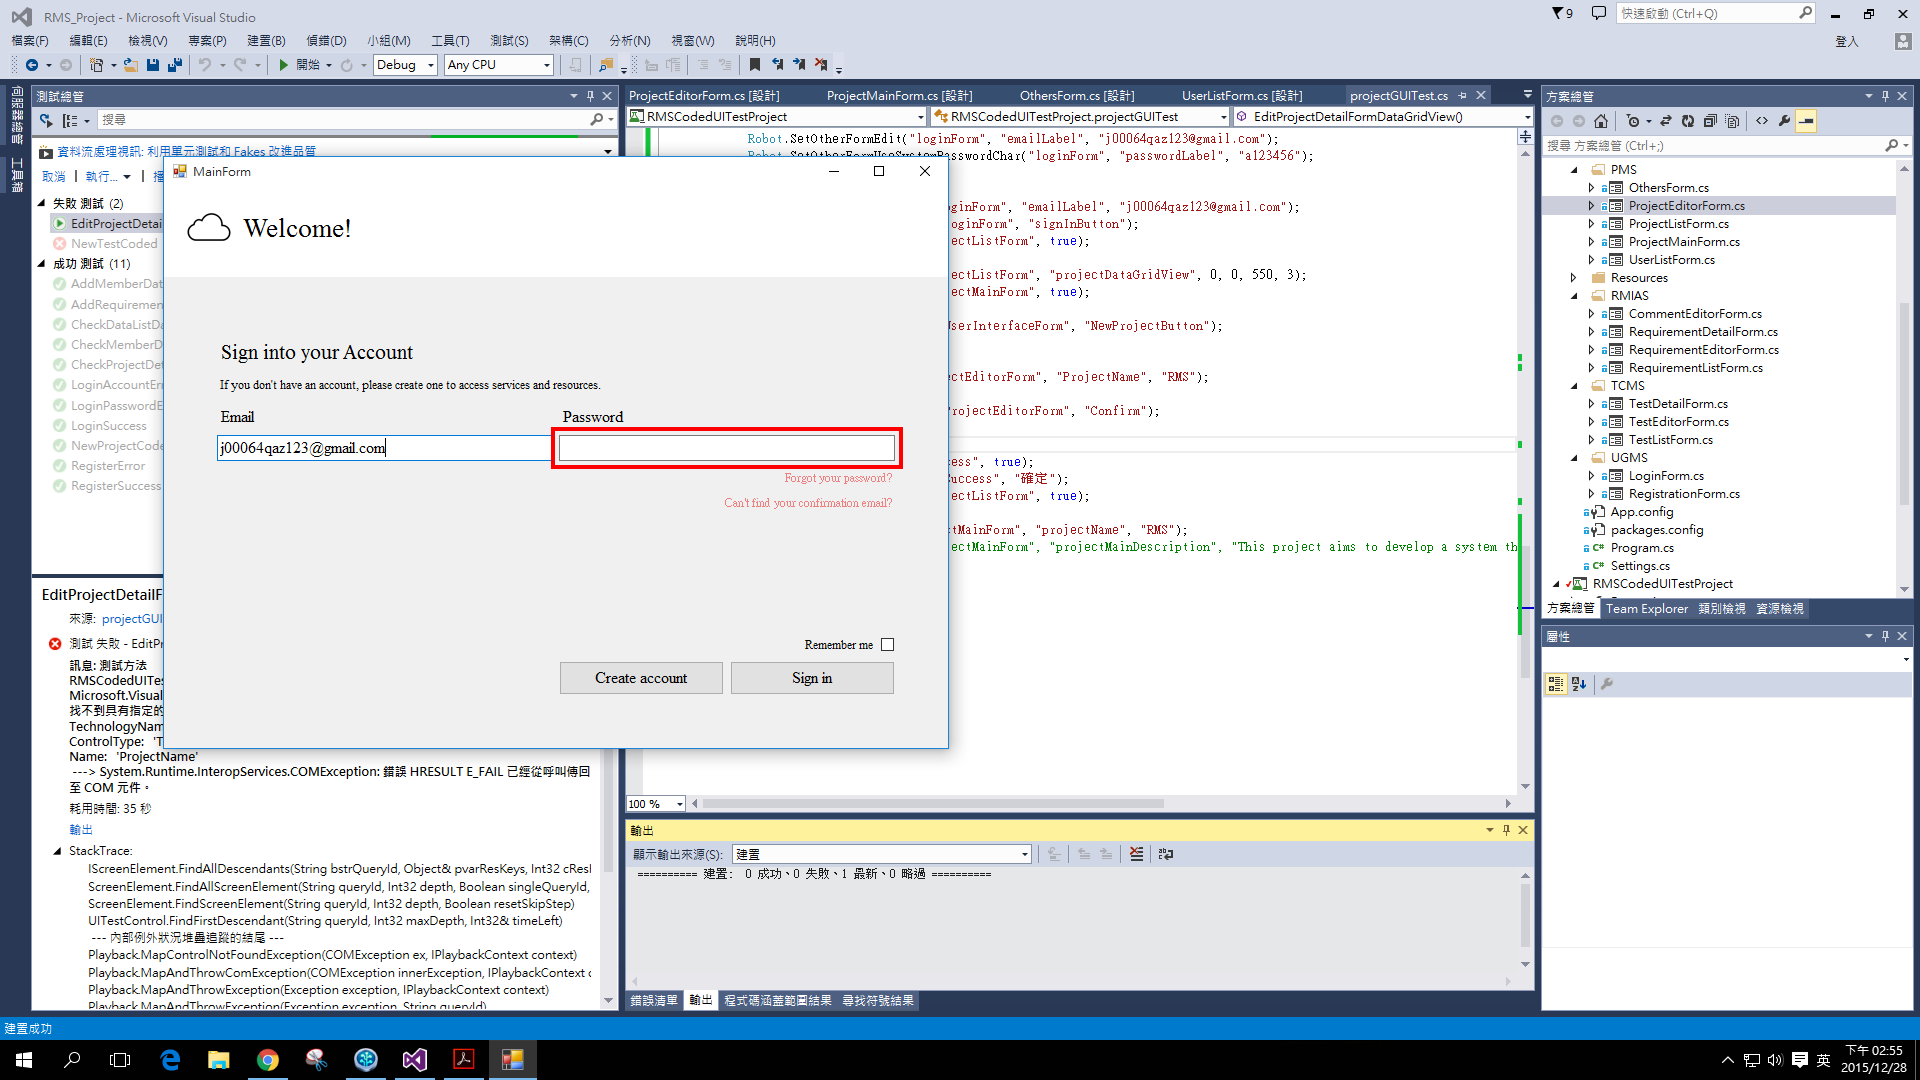 RMS_Project - Microsoft Visual Studio
9
快速啟動 (Ctrl+Q)
檔案(F) 編輯(E) 檢視(V) 專案(P) 建置(B) 偵錯(D) 小組(M) 工具(T) 測試(S) 架構(C) 分析(N) 視窗(W) 說明(H)
登入
開始 Debug Any CPU
伺服器總管
工具箱
測試總管
搜尋
資料流處理視訊: 利用單元測試和 Fakes 改進品質
取消 執行... 播
失敗 測試 (2)
EditProjectDetai
NewTestCoded
成功 測試 (11)
AddMemberDat
AddRequiremen
CheckDataListDa
CheckMemberD
CheckProjectDet
LoginAccountEr
LoginPasswordE
LoginSuccess
NewProjectCode
RegisterError
RegisterSuccess
EditProjectDetailF
來源: projectGUI
測試 失敗 - EditPr
訊息: 測試方法
RMSCodedUITes
Microsoft.Visual
找不到具有指定的
TechnologyNam
ControlType: 'T
Name: 'ProjectName'
---> System.Runtime.InteropServices.COMException: 錯誤 HRESULT E_FAIL 已經從呼叫傳回
至 COM 元件。
耗用時間: 35 秒
輸出
StackTrace:
IScreenElement.FindAllDescendants(String bstrQueryId, Object& pvarResKeys, Int32 cResl
ScreenElement.FindAllScreenElement(String queryId, Int32 depth, Boolean singleQueryId,
ScreenElement.FindScreenElement(String queryId, Int32 depth, Boolean resetSkipStep)
UITestControl.FindFirstDescendant(String queryId, Int32 maxDepth, Int32& timeLeft)
--- 內部例外狀況堆疊追蹤的結尾 ---
Playback.MapControlNotFoundException(COMException ex, IPlaybackContext context)
Playback.MapAndThrowComException(COMException innerException, IPlaybackContext c
Playback.MapAndThrowException(Exception exception, IPlaybackContext context)
Playback.MapAndThrowException(Exception exception, String queryId)
MainForm
Welcome!
Sign into your Account
If you don't have an account, please create one to access services and resources.
Email Password
j00064qaz123@gmail.com
Forgot your password?
Can't find your confirmation email?
Remember me
Create account Sign in
ProjectEditorForm.cs [設計] ProjectMainForm.cs [設計] OthersForm.cs [設計] UserListForm.cs [設計] projectGUITest.cs
RMSCodedUITestProject RMSCodedUITestProject.projectGUITest EditProjectDetailFormDataGridView()
Robot.SetOtherFormEdit("loginForm", "emailLabel", "j00064qaz123@gmail.com");
Robot.SetOtherFormUseSystemPasswordChar("loginForm", "passwordLabel", "a123456");
oginForm", "emailLabel", "j00064qaz123@gmail.com");
oginForm", "signInButton");
jectListForm", true);
jectListForm", "projectDataGridView", 0, 0, 550, 3);
jectMainForm", true);
UserInterfaceForm", "NewProjectButton");
ectEditorForm", "ProjectName", "RMS");
ProjectEditorForm", "Confirm");
cess", true);
Success", "確定");
jectListForm", true);
ctMainForm", "projectName", "RMS");
ectMainForm", "projectMainDescription", "This project aims to develop a system th
100 %
輸出
顯示輸出來源(S): 建置
========== 建置: 0 成功、0 失敗、1 最新、0 略過 ==========
錯誤清單 輸出 程式碼涵蓋範圍結果 尋找符號結果
方案總管
搜尋 方案總管 (Ctrl+;)
PMS
OthersForm.cs
ProjectEditorForm.cs
ProjectListForm.cs
ProjectMainForm.cs
UserListForm.cs
Resources
RMIAS
CommentEditorForm.cs
RequirementDetailForm.cs
RequirementEditorForm.cs
RequirementListForm.cs
TCMS
TestDetailForm.cs
TestEditorForm.cs
TestListForm.cs
UGMS
LoginForm.cs
RegistrationForm.cs
App.config
packages.config
Program.cs
Settings.cs
RMSCodedUITestProject
方案總管 Team Explorer 類別檢視 資源檢視
屬性
建置成功
英
下午 02:55
2015/12/28